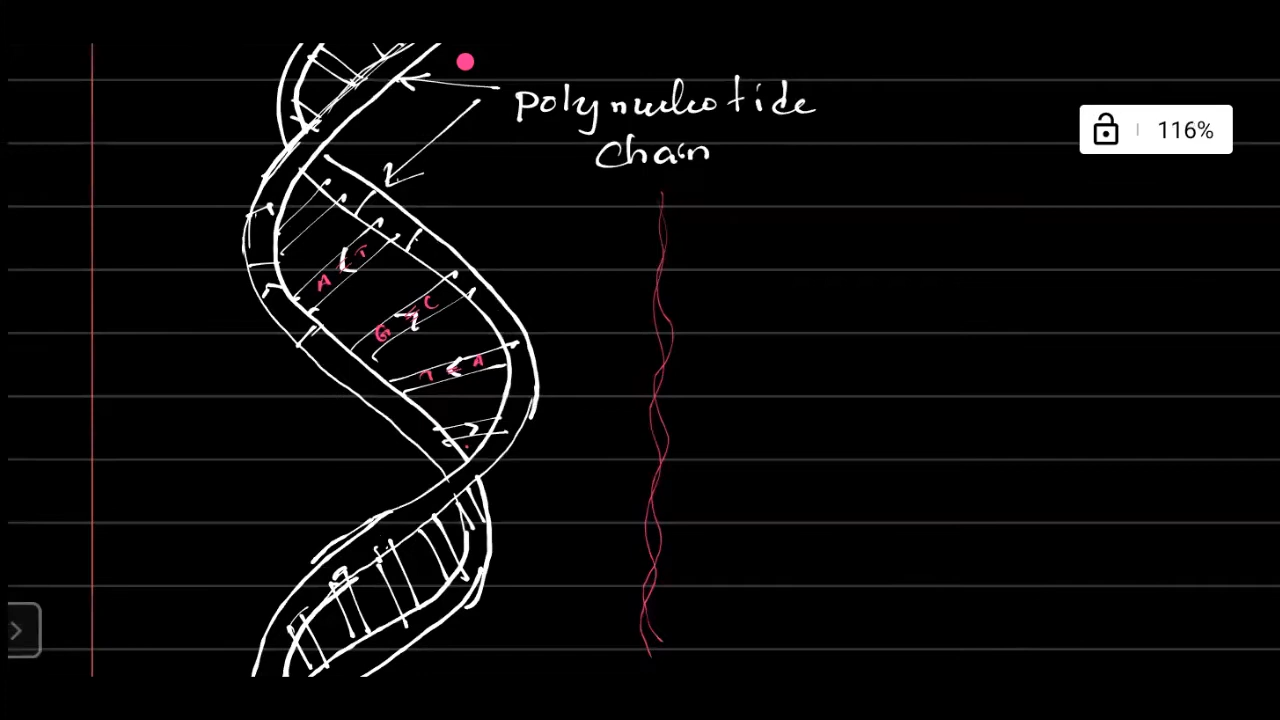 polynucleotide
chain
116%
A = T
G ≡ C
T = A